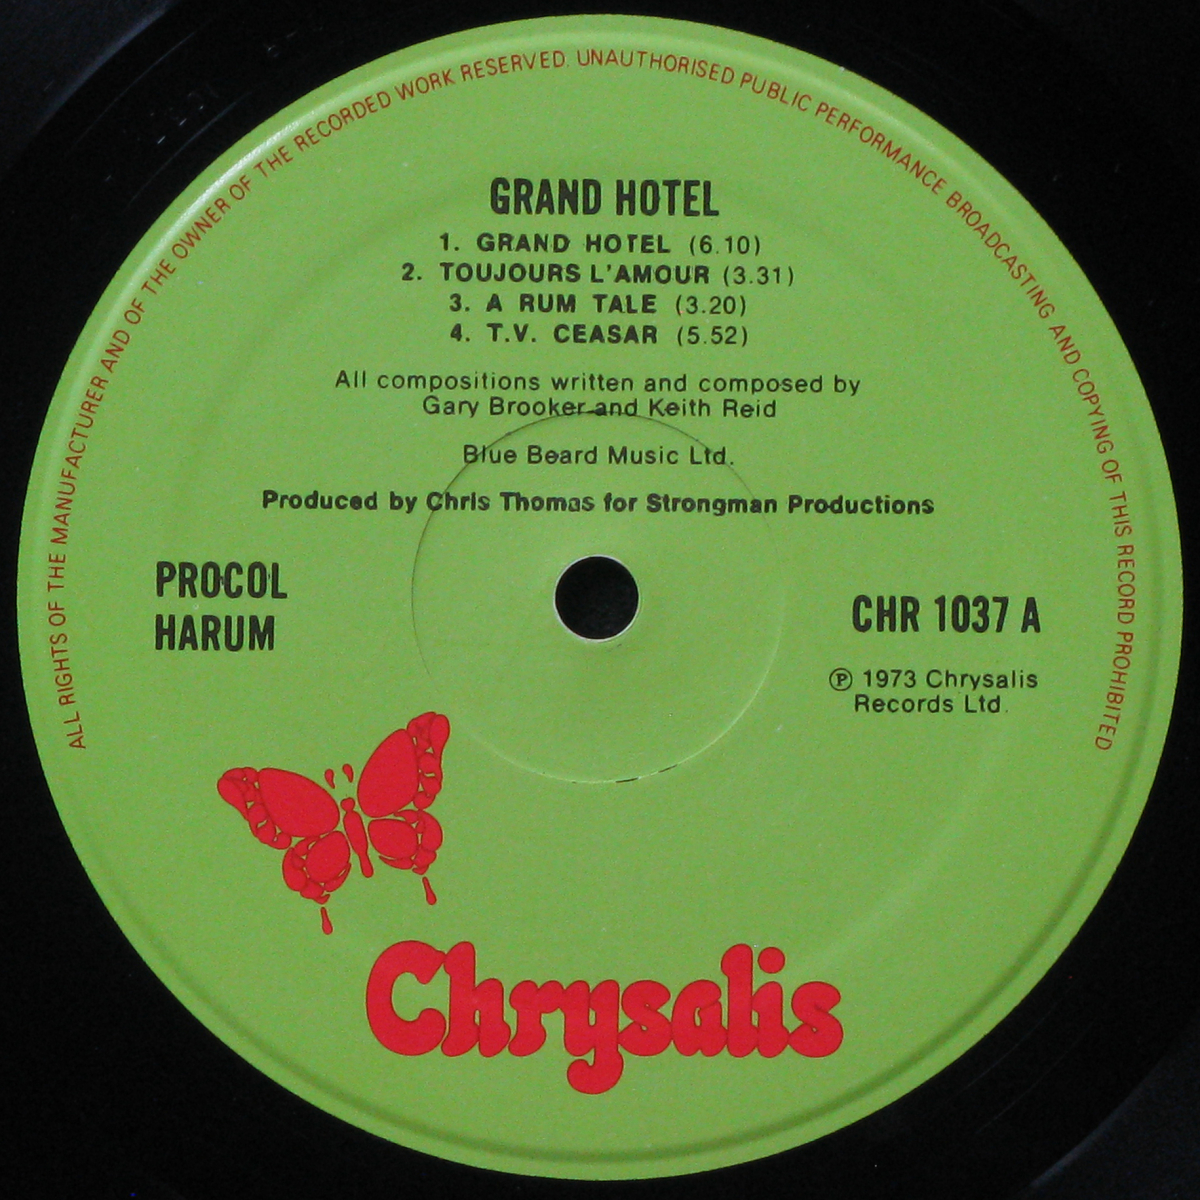 ALL RIGHTS OF THE MANUFACTURER AND OF THE OWNER OF THE RECORDED WORK RESERVED. UNAUTHORISED PUBLIC PERFORMANCE BROADCASTING AND COPYING OF THIS RECORD PROHIBITED
GRAND HOTEL
1. GRAND HOTEL (6.10)
2. TOUJOURS L'AMOUR (3.31)
3. A RUM TALE (3.20)
4. T.V. CEASAR (5.52)
All compositions written and composed by
Gary Brooker and Keith Reid
Blue Beard Music Ltd.
Produced by Chris Thomas for Strongman Productions
PROCOL
HARUM
CHR 1037 A
℗ 1973 Chrysalis
Records Ltd.
Chrysalis